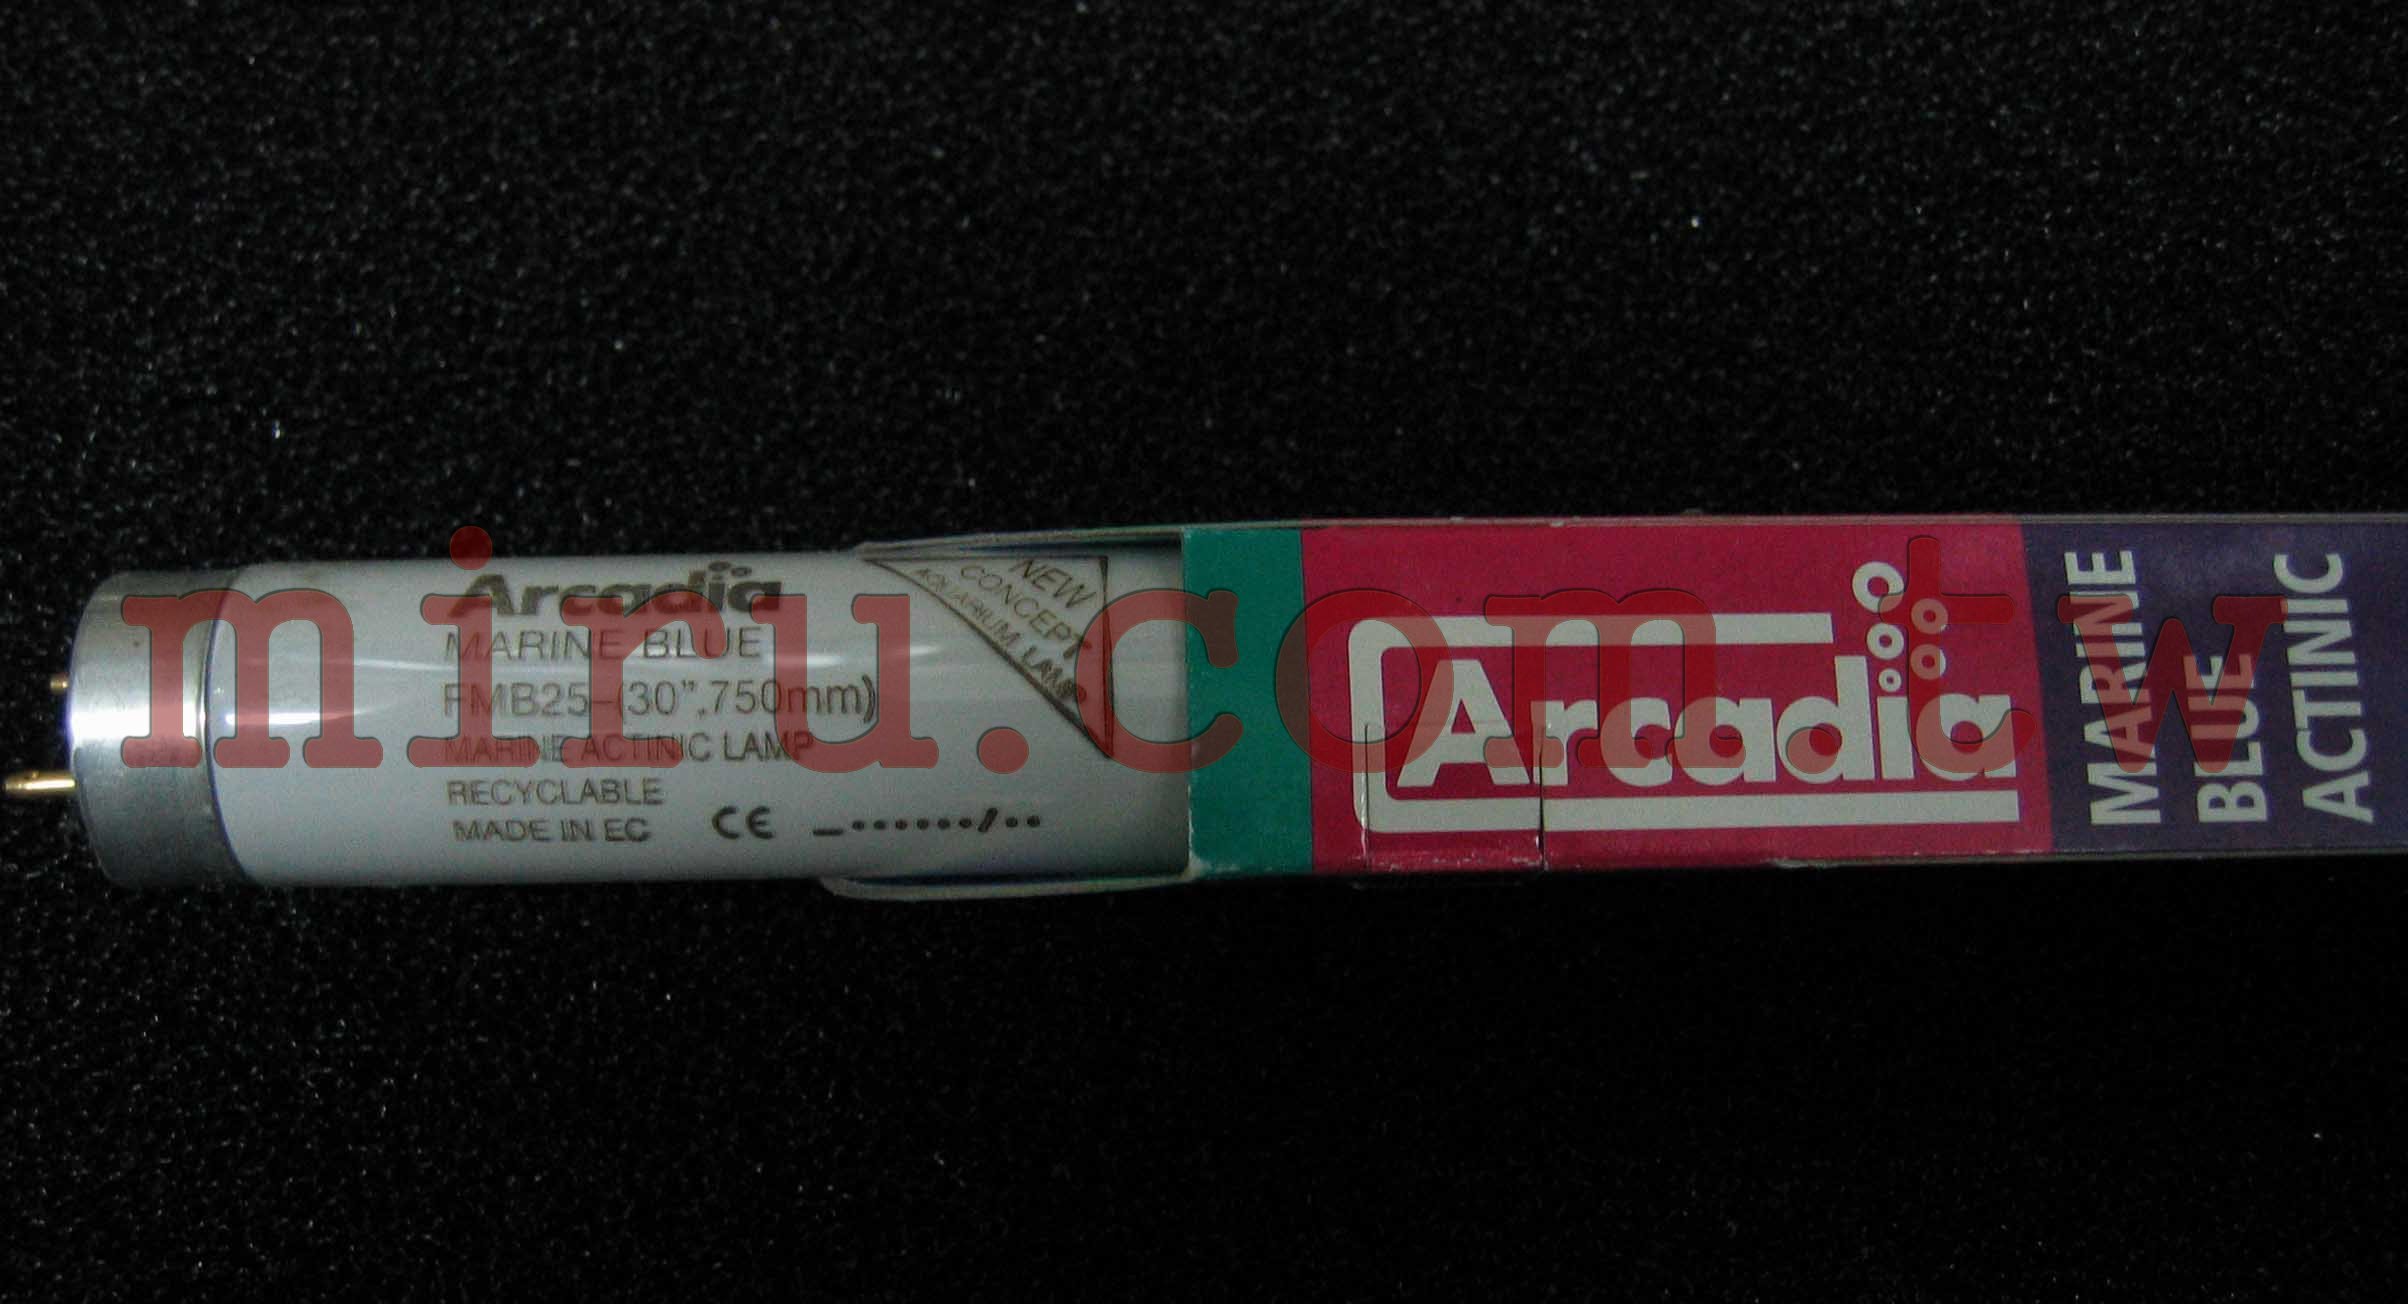 Arcadia
MARINE BLUE
FMB25-(30",750mm)
MARINE ACTINIC LAMP
RECYCLABLE
MADE IN EC CE
NEW
CONCEPT
AQUARIUM LAMP
Arcadia
MARINE
BLUE
ACTINIC
miru.com.tw